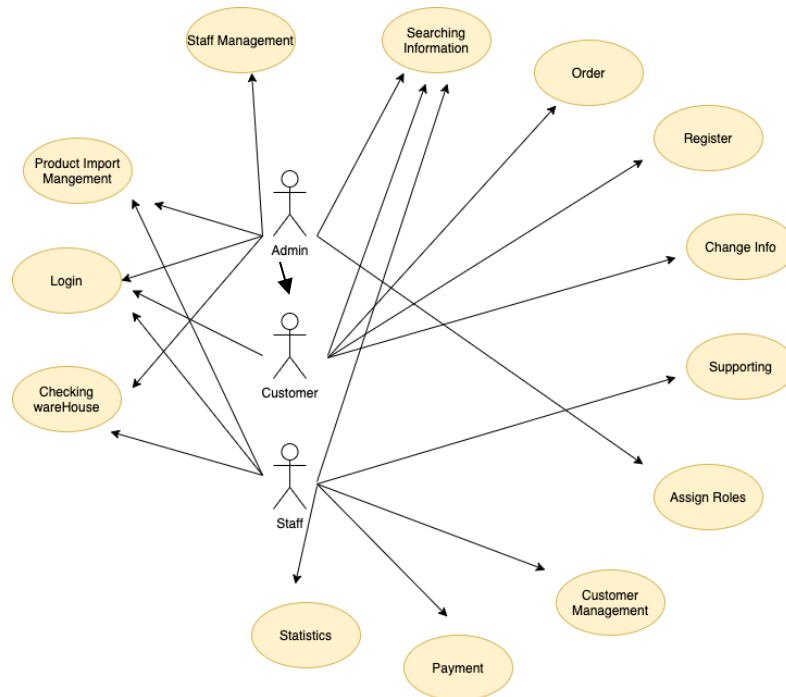 Staff Management
Searching
Information
Order
Register
Product Import
Mangement
Admin
Change Info
Login
Customer
Supporting
Checking
wareHouse
Staff
Assign Roles
Customer
Management
Statistics
Payment